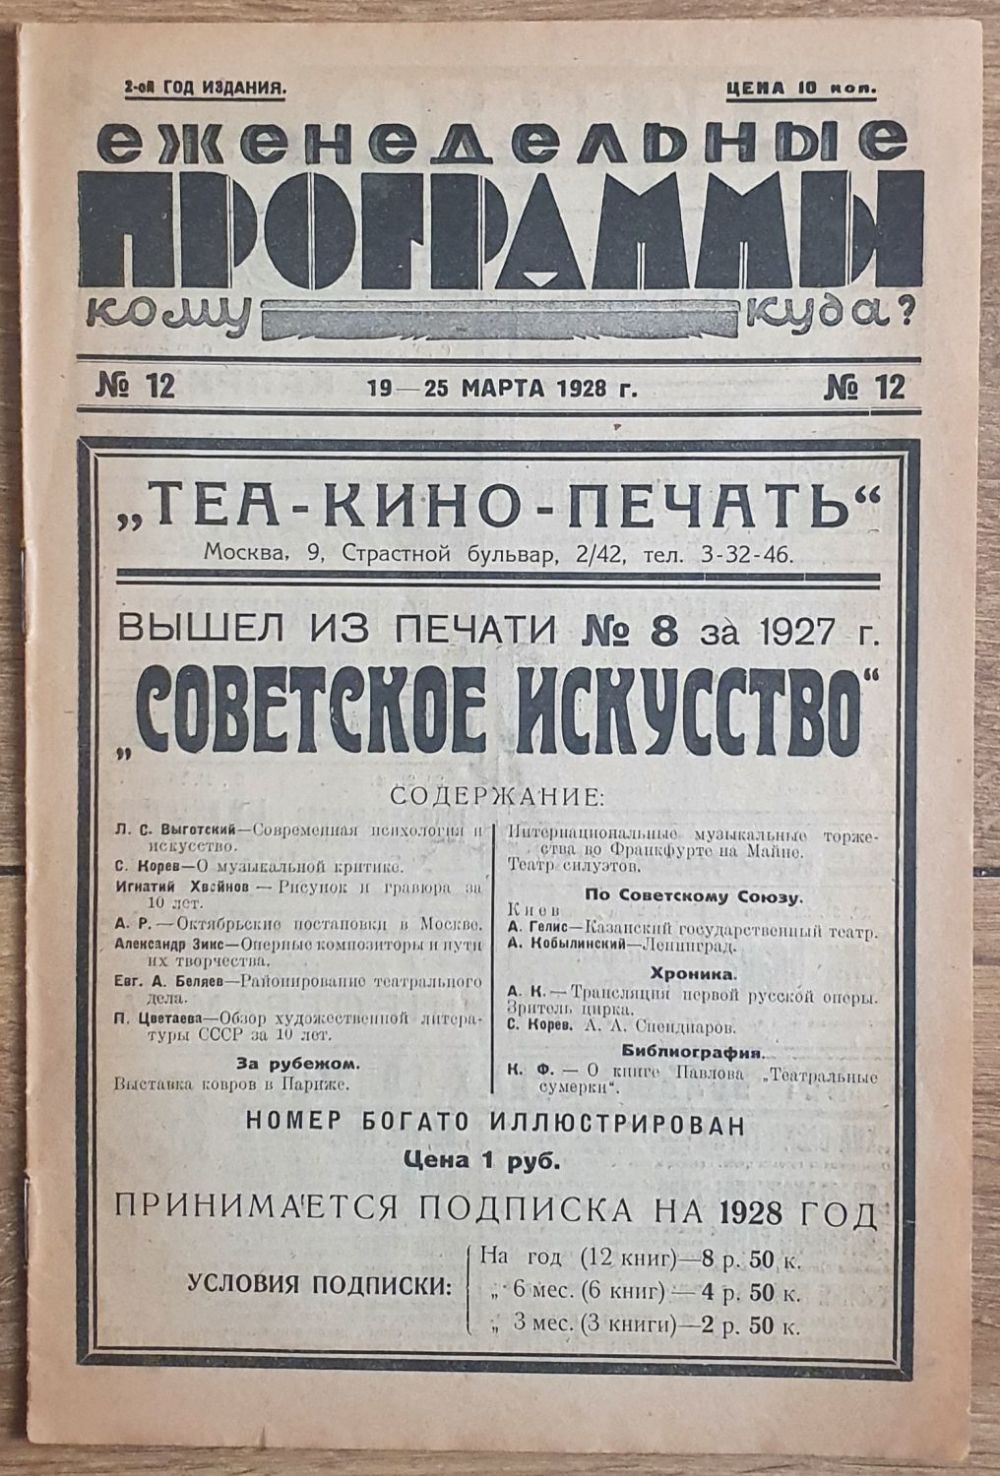 2-ой ГОД ИЗДАНИЯ.
ЦЕНА 10 коп.
еженедельные
ПРОГРАММЫ
кому куда?
№ 12
19—25 МАРТА 1928 г.
№ 12
„ТЕА-КИНО-ПЕЧАТЬ“
Москва, 9, Страстной бульвар, 2/42, тел. 3-32-46.
ВЫШЕЛ ИЗ ПЕЧАТИ № 8 за 1927 г.
„СОВЕТСКОЕ ИСКУССТВО“
СОДЕРЖАНИЕ:
Л. С. Выготский—Современная психология и
искусство.
С. Корев—О музыкальной критике.
Игнатий Хвойнов — Рисунок и гравюра за
10 лет.
А. Р.—Октябрьские постановки в Москве.
Александр Зикс—Оперные композиторы и пути
их творчества.
Евг. А. Беляев—Районирование театрального
дела.
П. Цветаева—Обзор художественной литера-
туры СССР за 10 лет.
За рубежом.
Выставка ковров в Париже.
Интернациональные музыкальные торже-
ства во Франкфурте на Майне.
Театр силуэтов.
По Советскому Союзу.
Киев
А. Гелис—Казанский государственный театр.
А. Кобылинский—Ленинград.
Хроника.
А. К.—Трансляция первой русской оперы.
Зритель цирка.
С. Корев. А. А. Спендиаров.
Библиография.
К. Ф. — О книге Павлова „Театральные
сумерки“.
НОМЕР БОГАТО ИЛЛЮСТРИРОВАН
Цена 1 руб.
ПРИНИМАЕТСЯ ПОДПИСКА НА 1928 ГОД
УСЛОВИЯ ПОДПИСКИ:
На год (12 книг)—8 р. 50 к.
„ 6 мес. (6 книг) — 4 р. 50 к.
„ 3 мес. (3 книги)—2 р. 50 к.